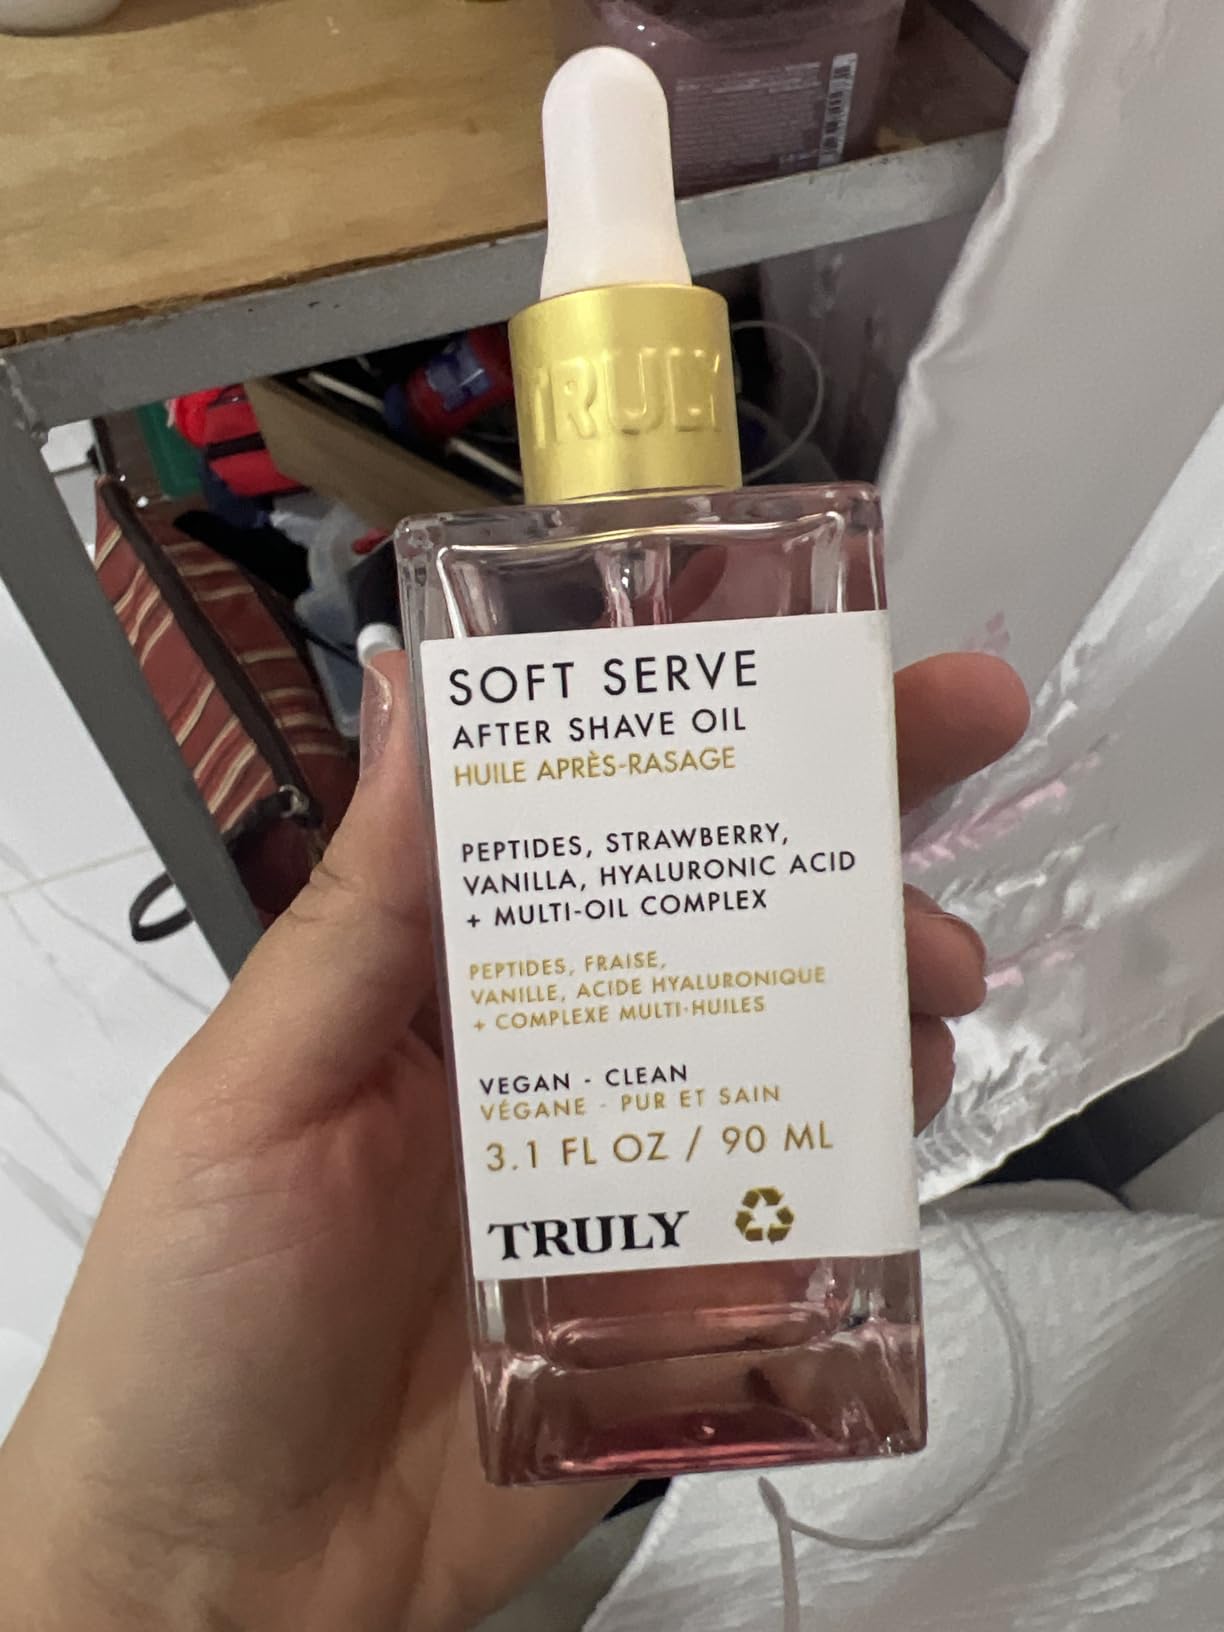 TRULY
SOFT SERVE
AFTER SHAVE OIL
HUILE APRÈS-RASAGE
PEPTIDES, STRAWBERRY,
VANILLA, HYALURONIC ACID
+ MULTI-OIL COMPLEX
PEPTIDES, FRAISE,
VANILLE, ACIDE HYALURONIQUE
+ COMPLEXE MULTI-HUILES
VEGAN - CLEAN
VÉGANE - PUR ET SAIN
3.1 FL OZ / 90 ML
TRULY